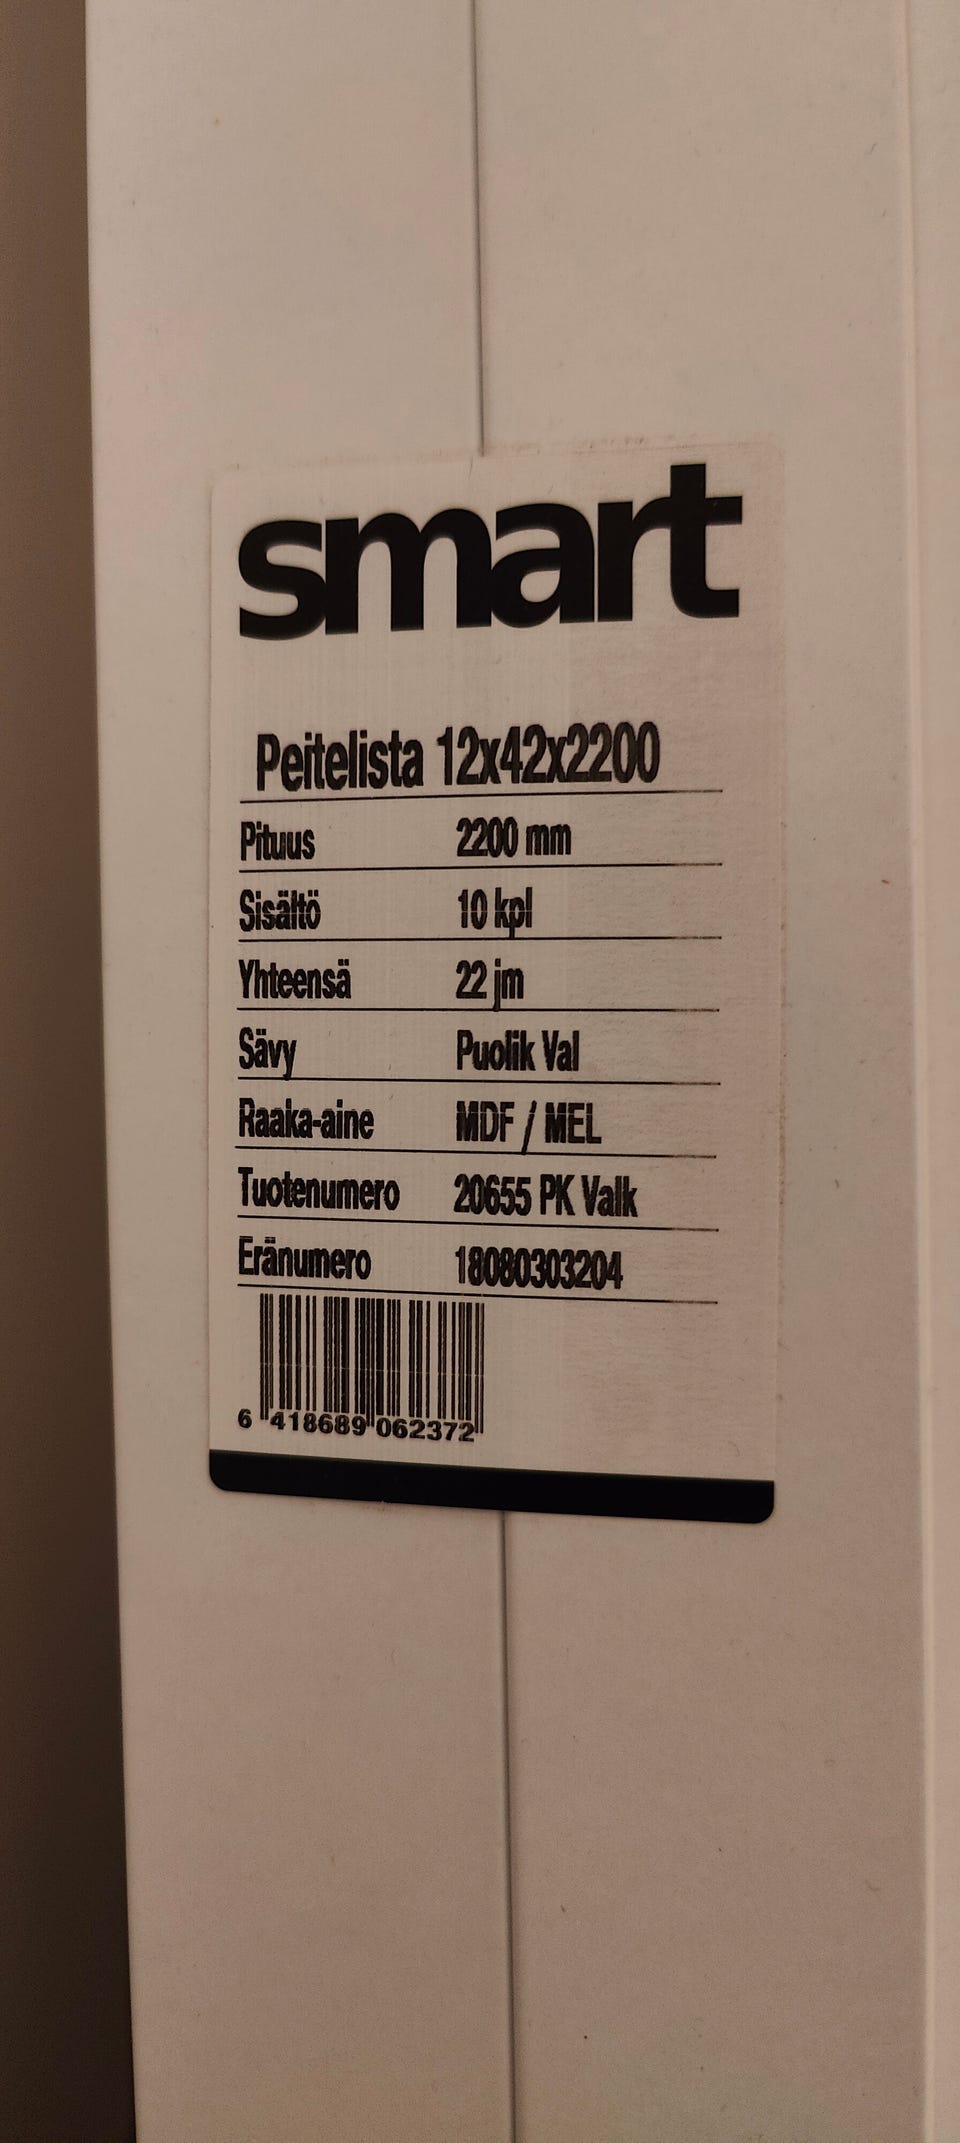 smart
Peitelista 12x42x2200
Pituus 2200 mm
Sisältö 10 kpl
Yhteensä 22 jm
Sävy Puolik Val
Raaka-aine MDF / MEL
Tuotenumero 20655 PK Valk
Eränumero 18080303204
6 418689 062372